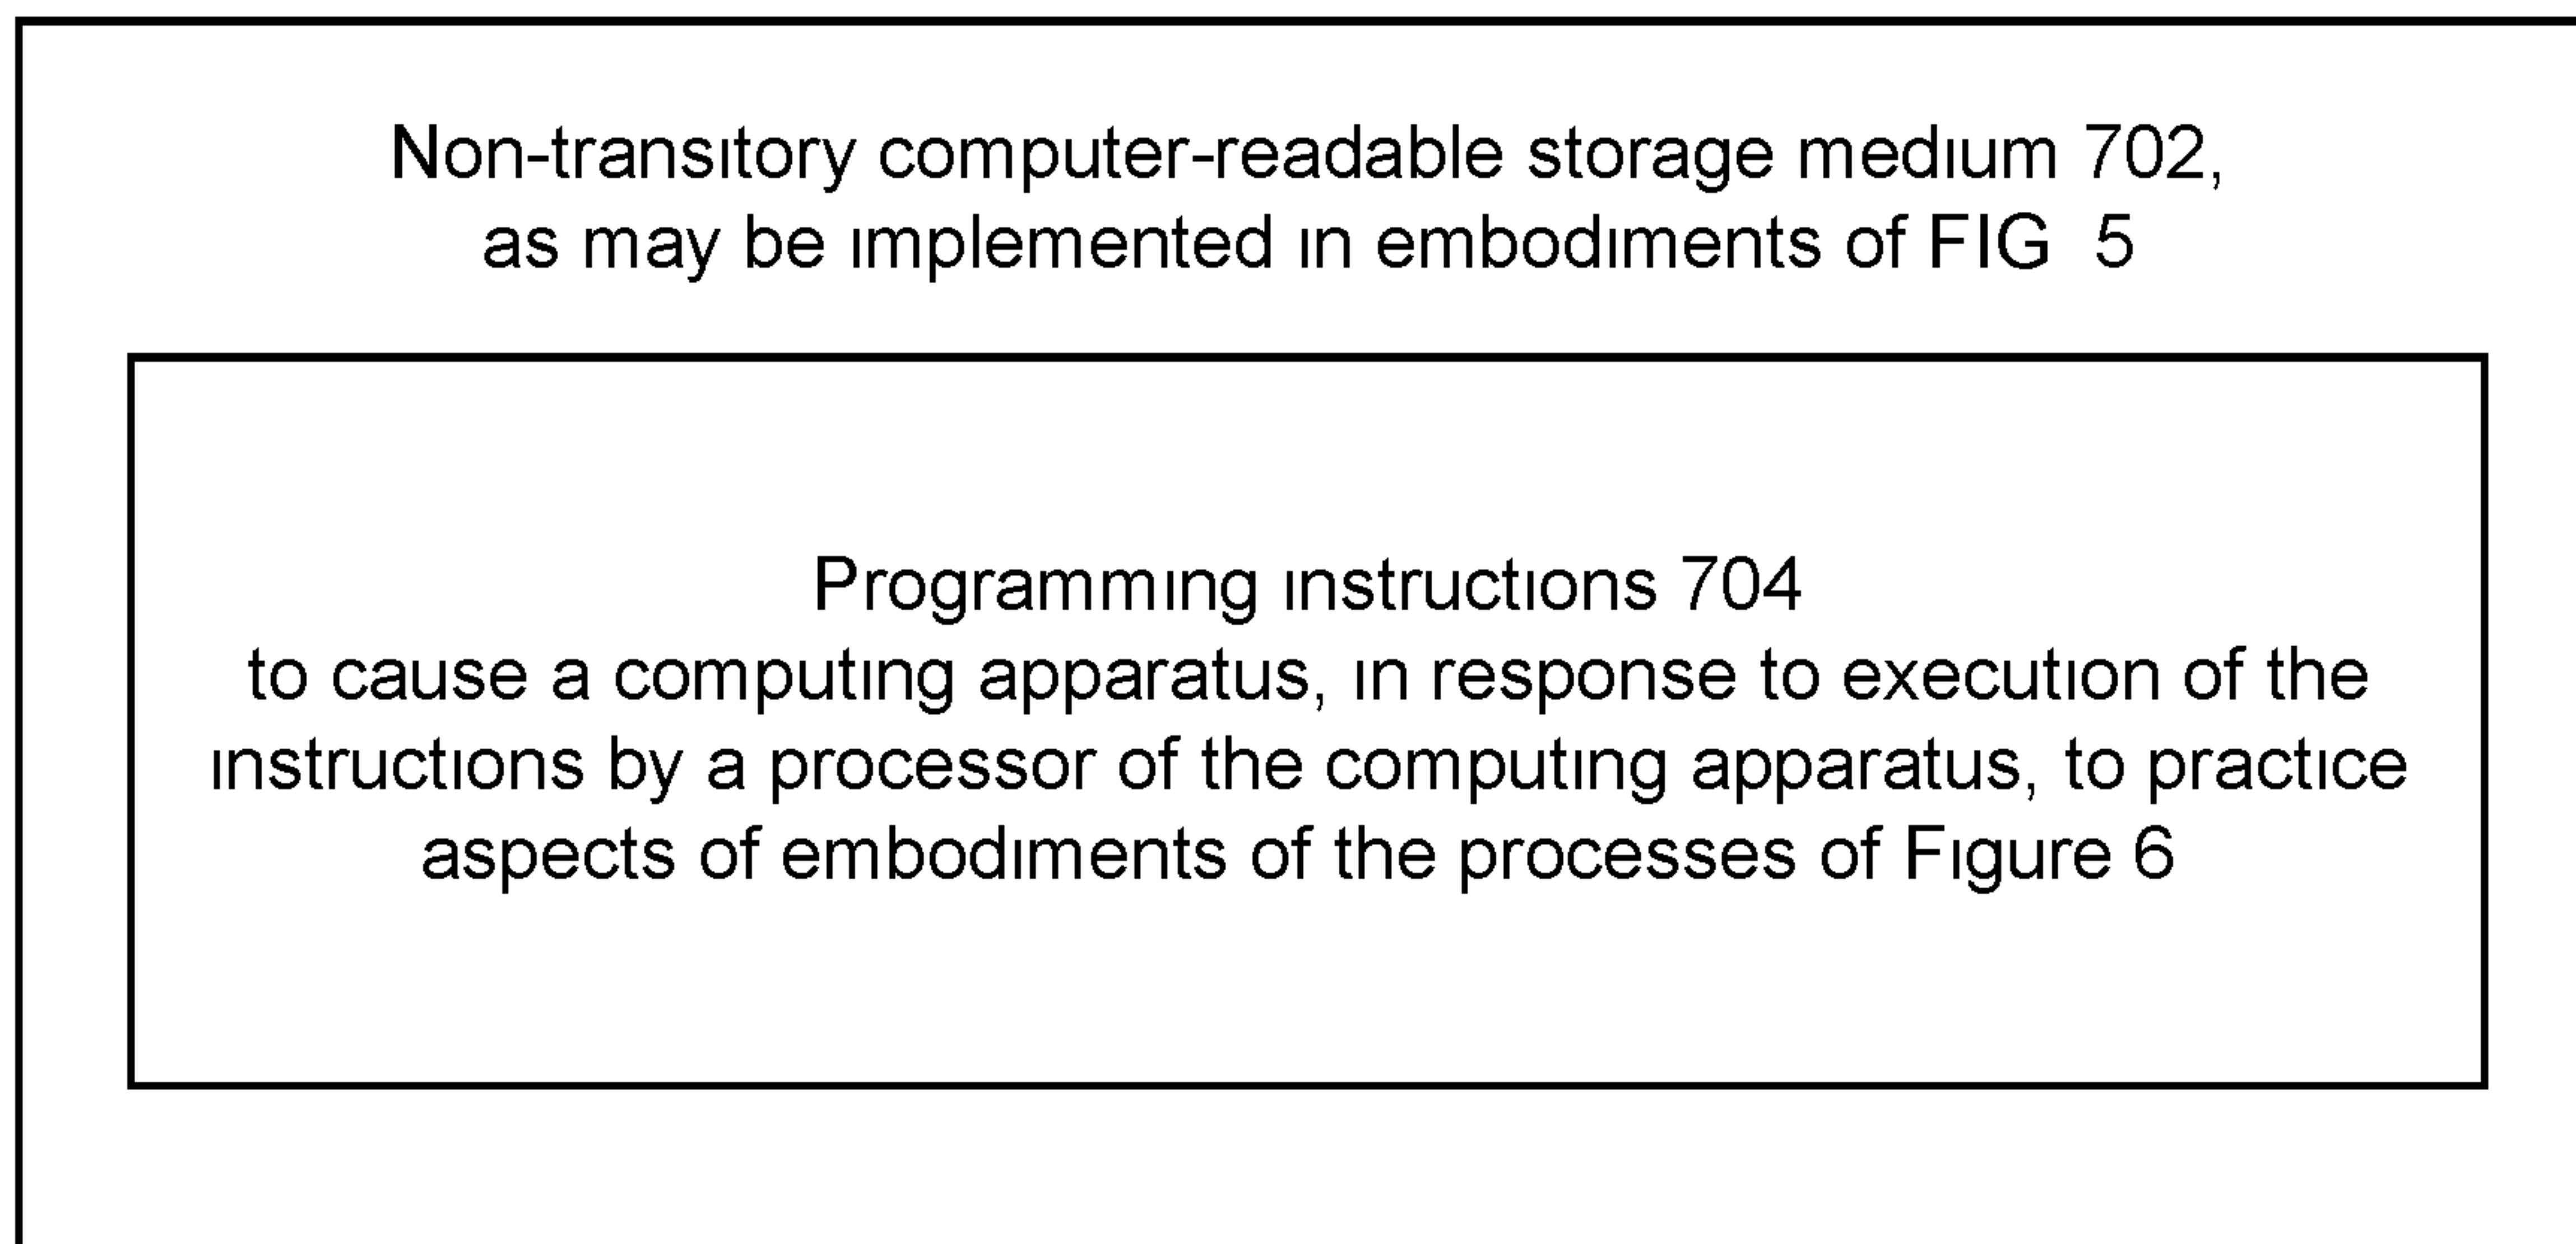 Non-transitory computer-readable storage medium 702,
as may be implemented in embodiments of FIG 5
Programming instructions 704
to cause a computing apparatus, in response to execution of the
instructions by a processor of the computing apparatus, to practice
aspects of embodiments of the processes of Figure 6